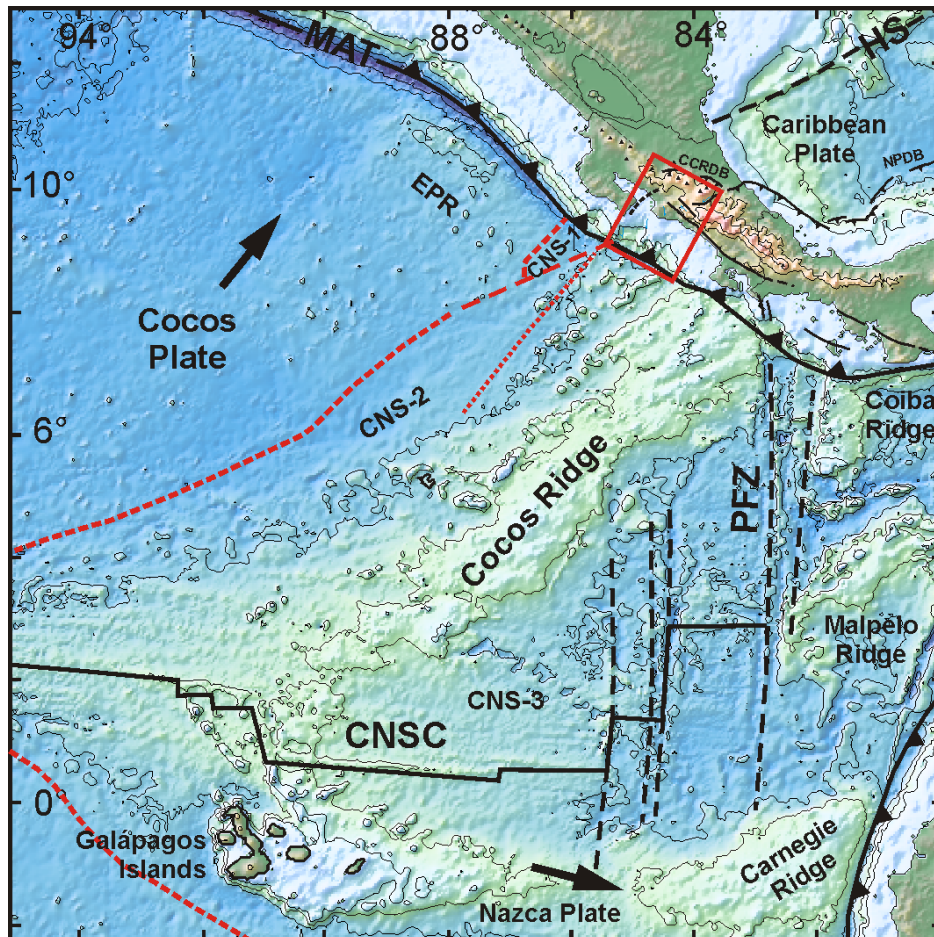 94°
88°
84°
MAT
HS
Caribbean
Plate
NPDB
CCRDB
10°
EPR
CNS-1
Cocos
Plate
CNS-2
6°
Coiba
Ridge
Cocos Ridge
PFZ
Malpelo
Ridge
CNS-3
CNSC
0°
Galápagos
Islands
Carnegie
Ridge
Nazca Plate